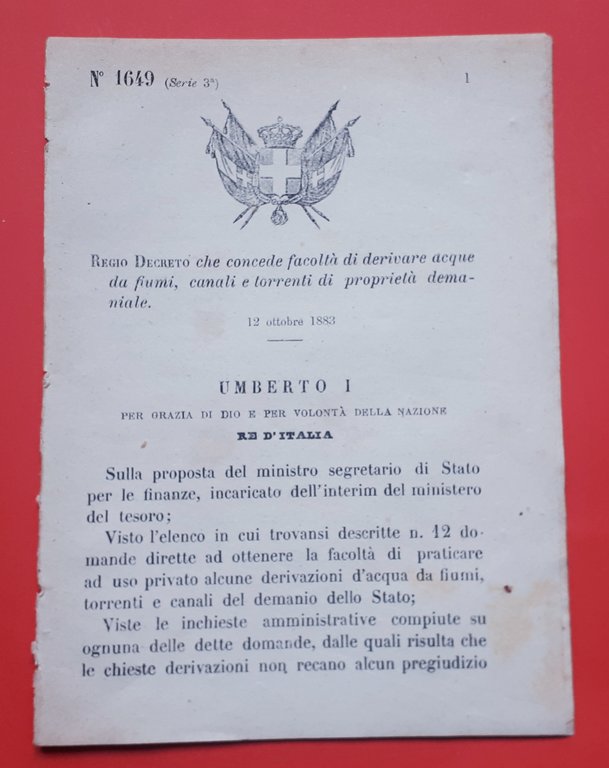 N° 1649 (Serie 3ª) 1
REGIO DECRETO che concede facoltà di derivare acque
da fiumi, canali e torrenti di proprietà dema-
niale.
12 ottobre 1883
UMBERTO I
PER GRAZIA DI DIO E PER VOLONTÀ DELLA NAZIONE
RE D'ITALIA
Sulla proposta del ministro segretario di Stato
per le finanze, incaricato dell'interim del ministero
del tesoro;
Visto l'elenco in cui trovansi descritte n. 12 do-
mande dirette ad ottenere la facoltà di praticare
ad uso privato alcune derivazioni d'acqua da fiumi,
torrenti e canali del demanio dello Stato;
Viste le inchieste amministrative compiute su
ognuna delle dette domande, dalle quali risulta che
le chieste derivazioni non recano alcun pregiudizio